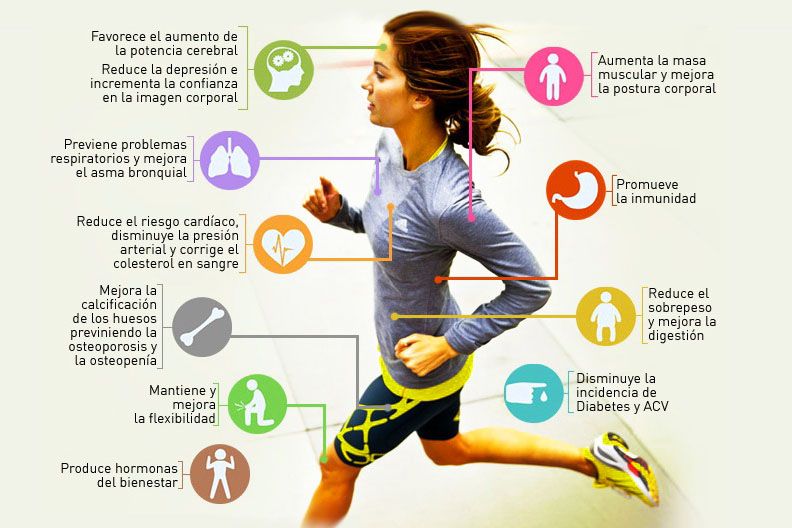 Favorece el aumento de
la potencia cerebral
Reduce la depresión e
incrementa la confianza
en la imagen corporal
Previene problemas
respiratorios y mejora
el asma bronquial
Reduce el riesgo cardíaco,
disminuye la presión
arterial y corrige el
colesterol en sangre
Mejora la
calcificación
de los huesos
previniendo la
osteoporosis y
la osteopenía
Mantiene y
mejora
la flexibilidad
Produce hormonas
del bienestar
Aumenta la masa
muscular y mejora
la postura corporal
Promueve
la inmunidad
Reduce el
sobrepeso
y mejora la
digestión
Disminuye la
incidencia de
Diabetes y ACV